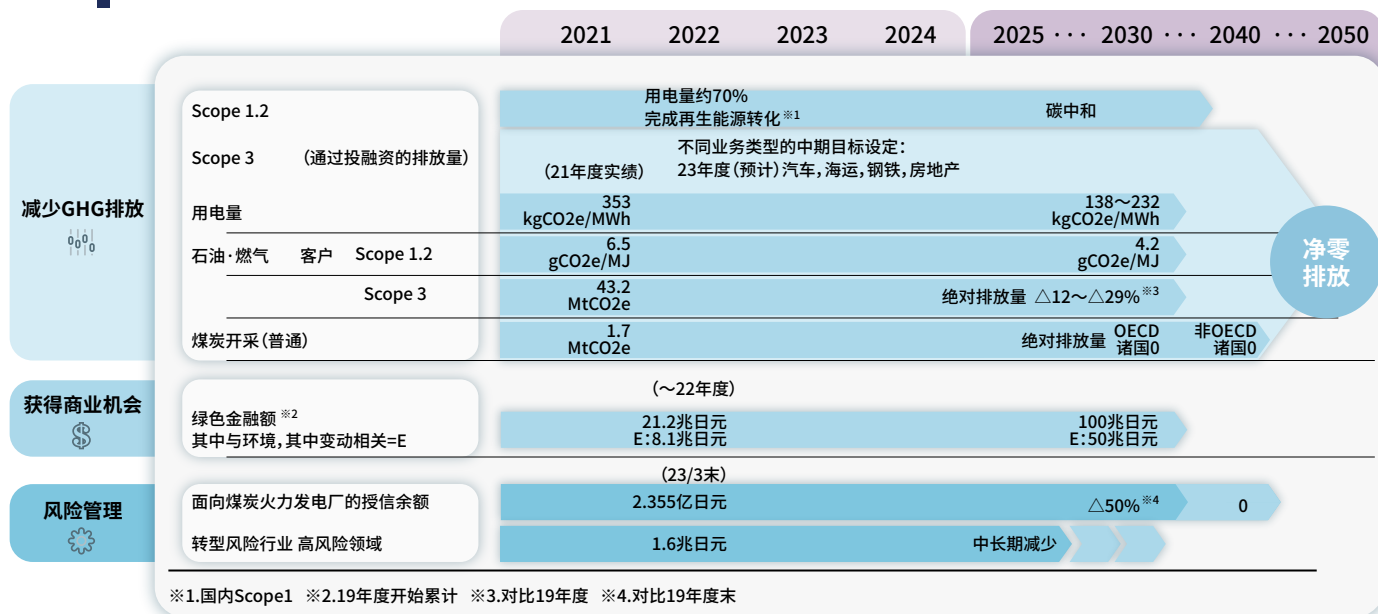 2021 2022 2023 2024 2025 ··· 2030 ··· 2040 ··· 2050
减少GHG排放
Scope 1.2
用电量约70%
完成再生能源转化※1
碳中和
Scope 3 （通过投融资的排放量）
（21年度实绩）
不同业务类型的中期目标设定：
23年度（预计）汽车，海运，钢铁，房地产
用电量
353
kgCO2e/MWh
138～232
kgCO2e/MWh
石油·燃气 客户 Scope 1.2
6.5
gCO2e/MJ
4.2
gCO2e/MJ
Scope 3
43.2
MtCO2e
绝对排放量 △12～△29%※3
煤炭开采（普通）
1.7
MtCO2e
绝对排放量 OECD
诸国0
非OECD
诸国0
净零
排放
获得商业机会
（～22年度）
绿色金融额※2
其中与环境，其中变动相关=E
21.2兆日元
E：8.1兆日元
100兆日元
E：50兆日元
风险管理
（23/3末）
面向煤炭火力发电厂的授信余额
2.355亿日元
△50%※4
0
转型风险行业 高风险领域
1.6兆日元
中长期减少
※1.国内Scope1 ※2.19年度开始累计 ※3.对比19年度 ※4.对比19年度末